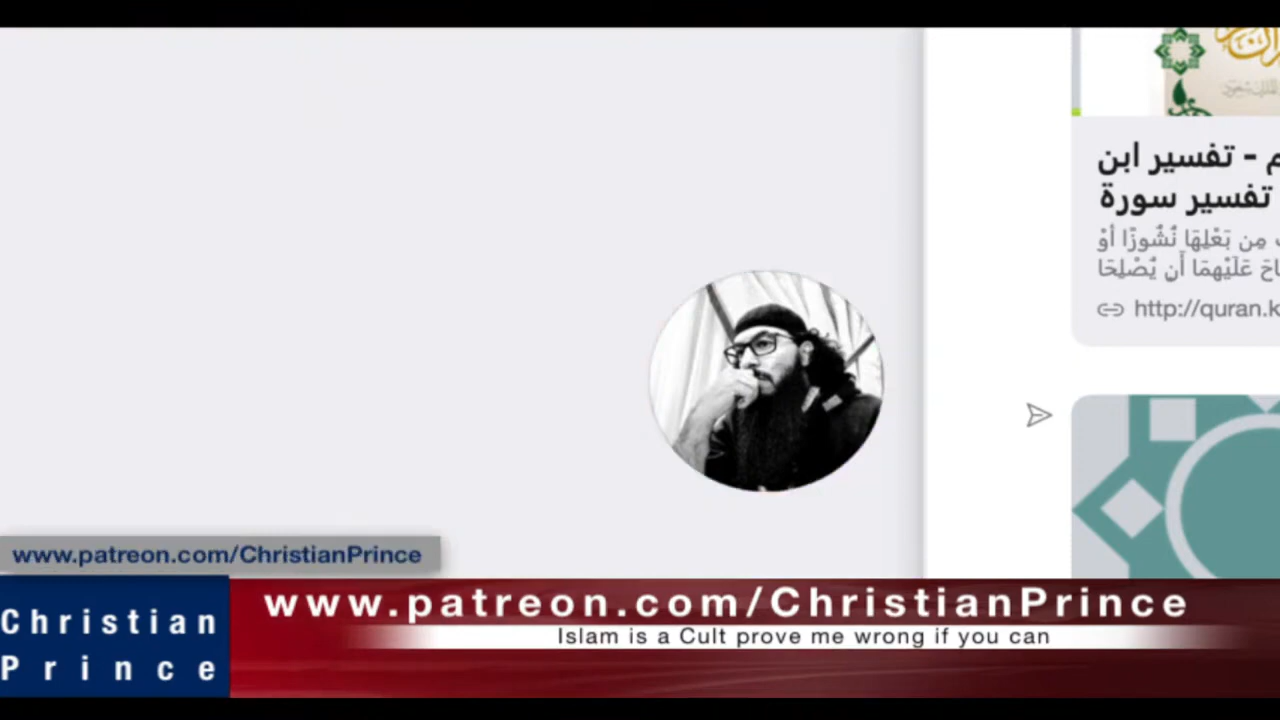 م - تفسير ابن
تفسير سورة
مِن بَعْلِهَا نُشُوزًا أَوْ
عَلَيْهِمَا أَن يُصْلِحَا
http://quran.k
www.patreon.com/ChristianPrince
Christian
Prince
www.patreon.com/ChristianPrince
Islam is a Cult prove me wrong if you can